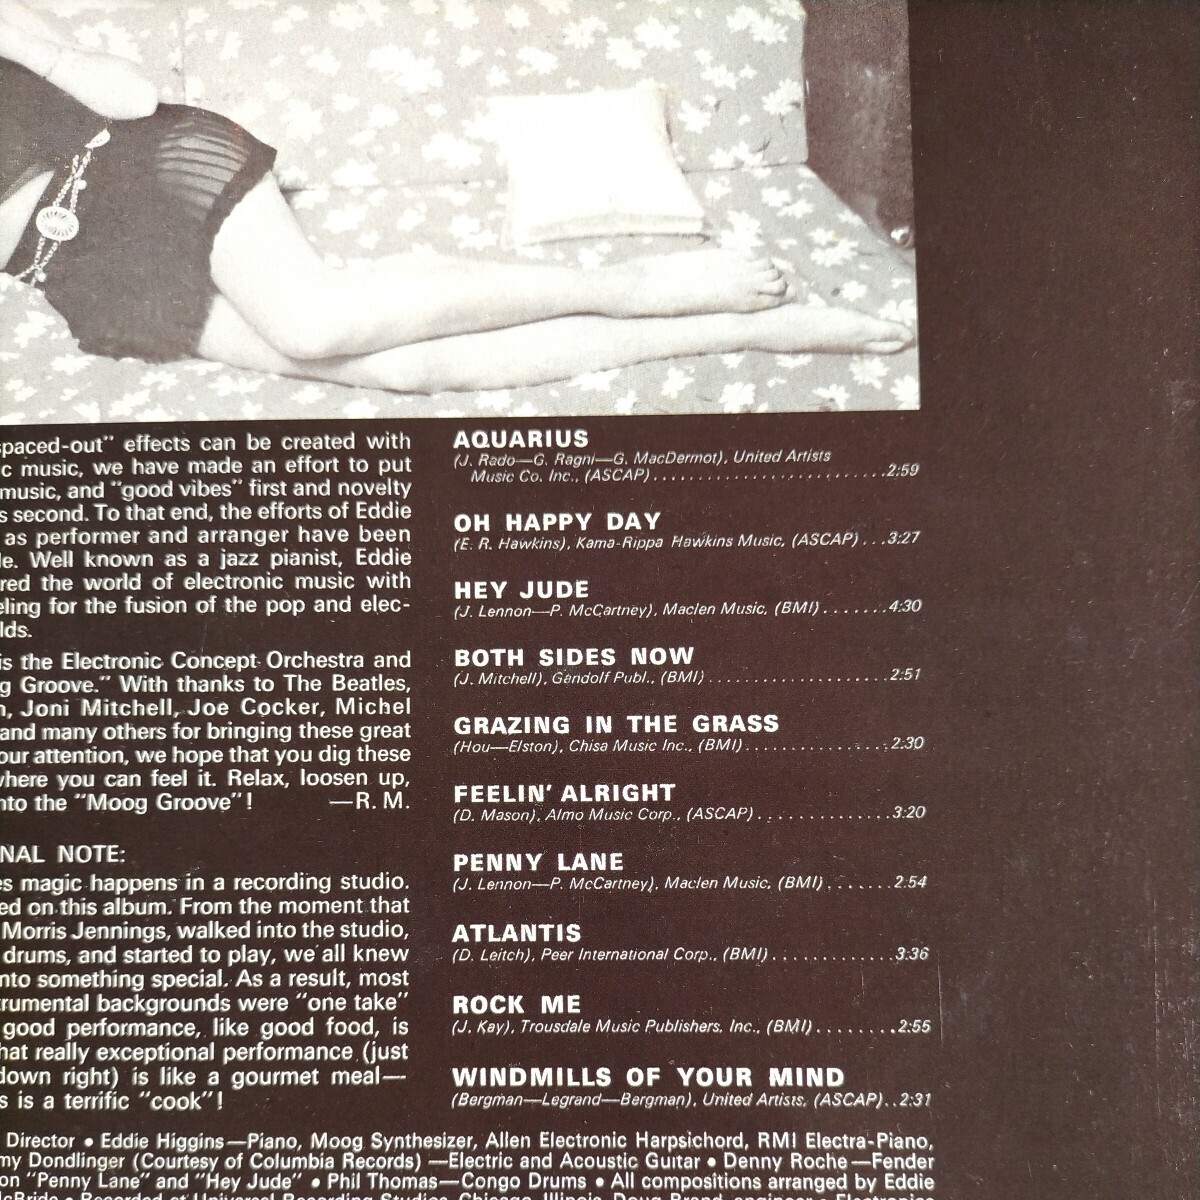 spaced-out" effects can be created with
c music, we have made an effort to put
music, and "good vibes" first and novelty
s second. To that end, the efforts of Eddie
as performer and arranger have been
le. Well known as a jazz pianist, Eddie
red the world of electronic music with
eling for the fusion of the pop and elec-
lds.
is the Electronic Concept Orchestra and
g Groove." With thanks to The Beatles,
n, Joni Mitchell, Joe Cocker, Michel
and many others for bringing these great
our attention, we hope that you dig these
where you can feel it. Relax, loosen up,
nto the "Moog Groove"! —R. M.
NAL NOTE:
es magic happens in a recording studio.
ed on this album. From the moment that
Morris Jennings, walked into the studio,
drums, and started to play, we all knew
nto something special. As a result, most
trumental backgrounds were "one take"
good performance, like good food, is
hat really exceptional performance (just
down right) is like a gourmet meal—
s is a terrific "cook"!
AQUARIUS
(J. Rado—G. Ragni—G. MacDermot), United Artists
Music Co. Inc., (ASCAP)........................2:59
OH HAPPY DAY
(E. R. Hawkins), Kama-Rippa Hawkins Music, (ASCAP)...3:27
HEY JUDE
(J. Lennon—P. McCartney), Maclen Music, (BMI).......4:30
BOTH SIDES NOW
(J. Mitchell), Gendolf Publ., (BMI)...................2:51
GRAZING IN THE GRASS
(Hou—Elston), Chisa Music Inc., (BMI)...............2:30
FEELIN' ALRIGHT
(D. Mason), Almo Music Corp., (ASCAP)..............3:20
PENNY LANE
(J. Lennon—P. McCartney), Maclen Music, (BMI).......2:54
ATLANTIS
(D. Leitch), Peer International Corp., (BMI).............3:36
ROCK ME
(J. Kay), Trousdale Music Publishers, Inc., (BMI)........2:55
WINDMILLS OF YOUR MIND
(Bergman—Legrand—Bergman), United Artists, (ASCAP)..2:31
Director • Eddie Higgins—Piano, Moog Synthesizer, Allen Electronic Harpsichord, RMI Electra-Piano,
my Dondlinger (Courtesy of Columbia Records) —Electric and Acoustic Guitar • Denny Roche—Fender
on "Penny Lane" and "Hey Jude" • Phil Thomas—Congo Drums • All compositions arranged by Eddie
McBride • Recorded at Universal Recording Studios, Chicago, Illinois, Doug Brand, engineer • Electronics